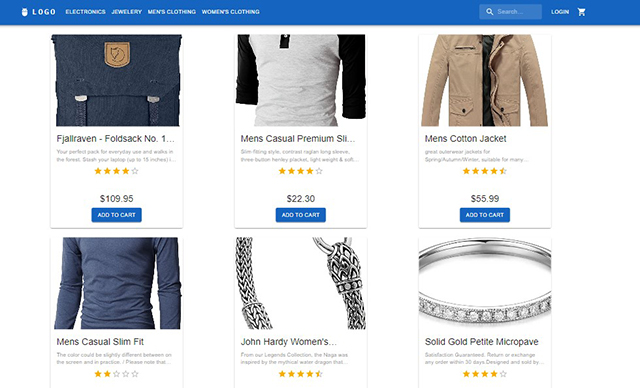 LOGO ELECTRONICS JEWELERY MEN'S CLOTHING WOMEN'S CLOTHING Search... LOGIN
Fjallraven - Foldsack No. 1...
Your perfect pack for everyday use and walks
in the forest. Stash your laptop (up to 15 inches) i...
$109.95
ADD TO CART
Mens Casual Premium Sli...
Slim-fitting style, contrast raglan long sleeve,
three-button henley placket, light weight & soft...
$22.30
ADD TO CART
Mens Cotton Jacket
great outerwear jackets for
Spring/Autumn/Winter, suitable for many...
$55.99
ADD TO CART
Mens Casual Slim Fit
The color could be slightly different between on
the screen and in practice. / Please note that...
John Hardy Women's...
From our Legends Collection, the Naga was
inspired by the mythical water dragon that...
Solid Gold Petite Micropave
Satisfaction Guaranteed. Return or exchange
any order within 30 days.Designed and sold by...